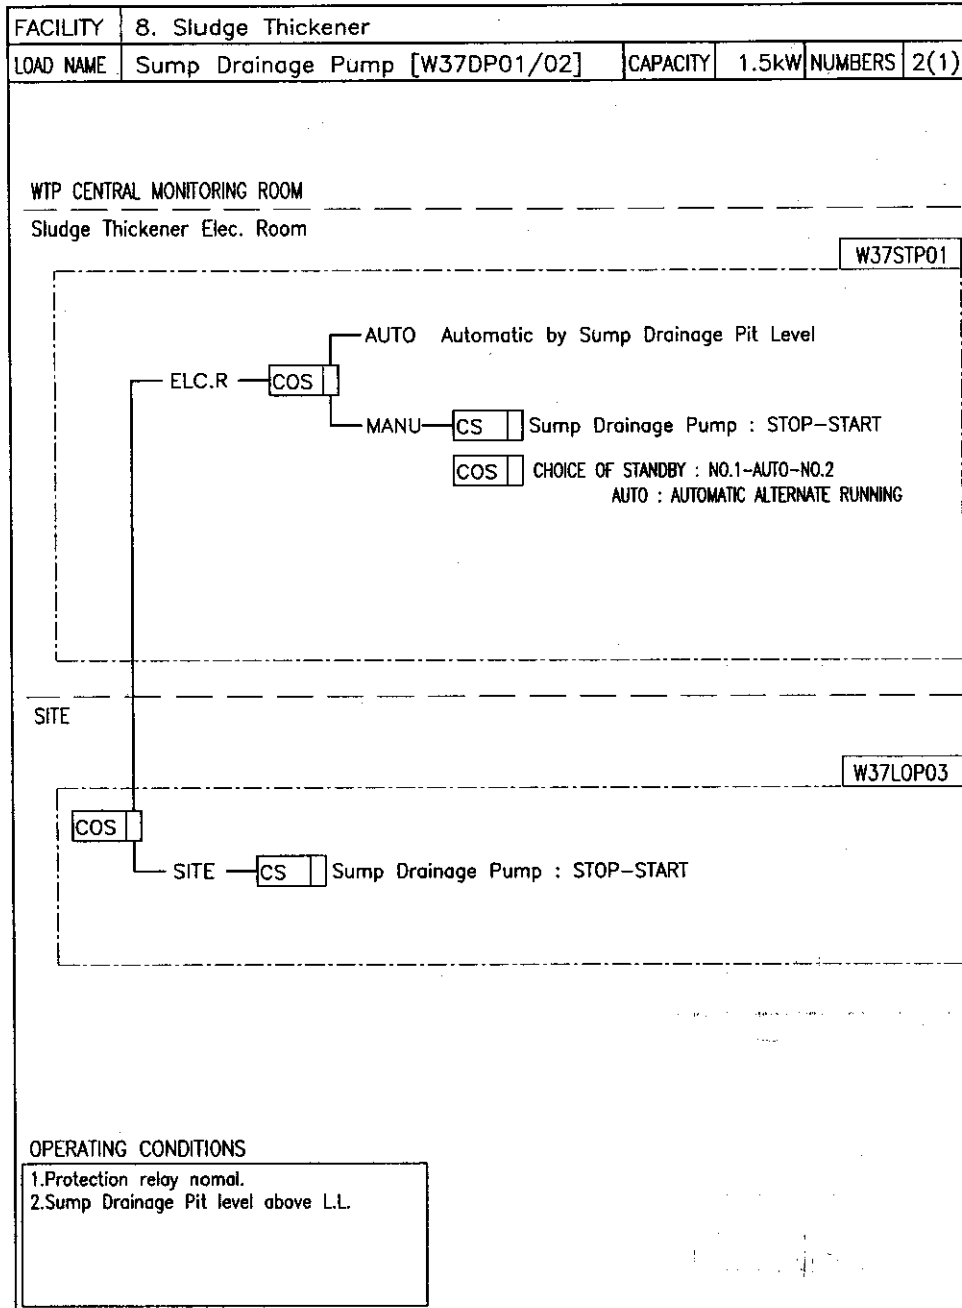 FACILITY 8. Sludge Thickener
LOAD NAME Sump Drainage Pump [W37DP01/02] CAPACITY 1.5kW NUMBERS 2(1)
WTP CENTRAL MONITORING ROOM
Sludge Thickener Elec. Room
W37STP01
AUTO Automatic by Sump Drainage Pit Level
ELC.R COS
MANU CS Sump Drainage Pump : STOP-START
COS CHOICE OF STANDBY : NO.1-AUTO-NO.2
AUTO : AUTOMATIC ALTERNATE RUNNING
SITE
W37LOP03
COS
SITE CS Sump Drainage Pump : STOP-START
OPERATING CONDITIONS
1.Protection relay nomal.
2.Sump Drainage Pit level above L.L.